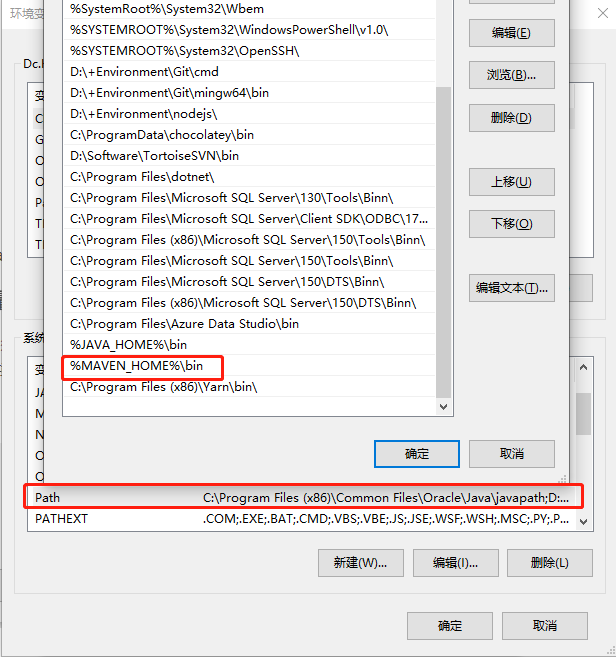 环境变
%SystemRoot%\System32\Wbem
%SYSTEMROOT%\System32\WindowsPowerShell\v1.0\
%SYSTEMROOT%\System32\OpenSSH\
D:\+Environment\Git\cmd
D:\+Environment\Git\mingw64\bin
D:\+Environment\nodejs\
C:\ProgramData\chocolatey\bin
D:\Software\TortoiseSVN\bin
C:\Program Files\dotnet\
C:\Program Files\Microsoft SQL Server\130\Tools\Binn\
C:\Program Files\Microsoft SQL Server\Client SDK\ODBC\17...
C:\Program Files (x86)\Microsoft SQL Server\150\Tools\Binn\
C:\Program Files\Microsoft SQL Server\150\Tools\Binn\
C:\Program Files\Microsoft SQL Server\150\DTS\Binn\
C:\Program Files (x86)\Microsoft SQL Server\150\DTS\Binn\
C:\Program Files\Azure Data Studio\bin
%JAVA_HOME%\bin
%MAVEN_HOME%\bin
C:\Program Files (x86)\Yarn\bin\
编辑(E)
浏览(B)...
删除(D)
上移(U)
下移(O)
编辑文本(T)...
确定
取消
系统
Path C:\Program Files (x86)\Common Files\Oracle\Java\javapath;D:...
PATHEXT .COM;.EXE;.BAT;.CMD;.VBS;.VBE;.JS;.JSE;.WSF;.WSH;.MSC;.PY;.P...
新建(W)...
编辑(I)...
删除(L)
确定
取消